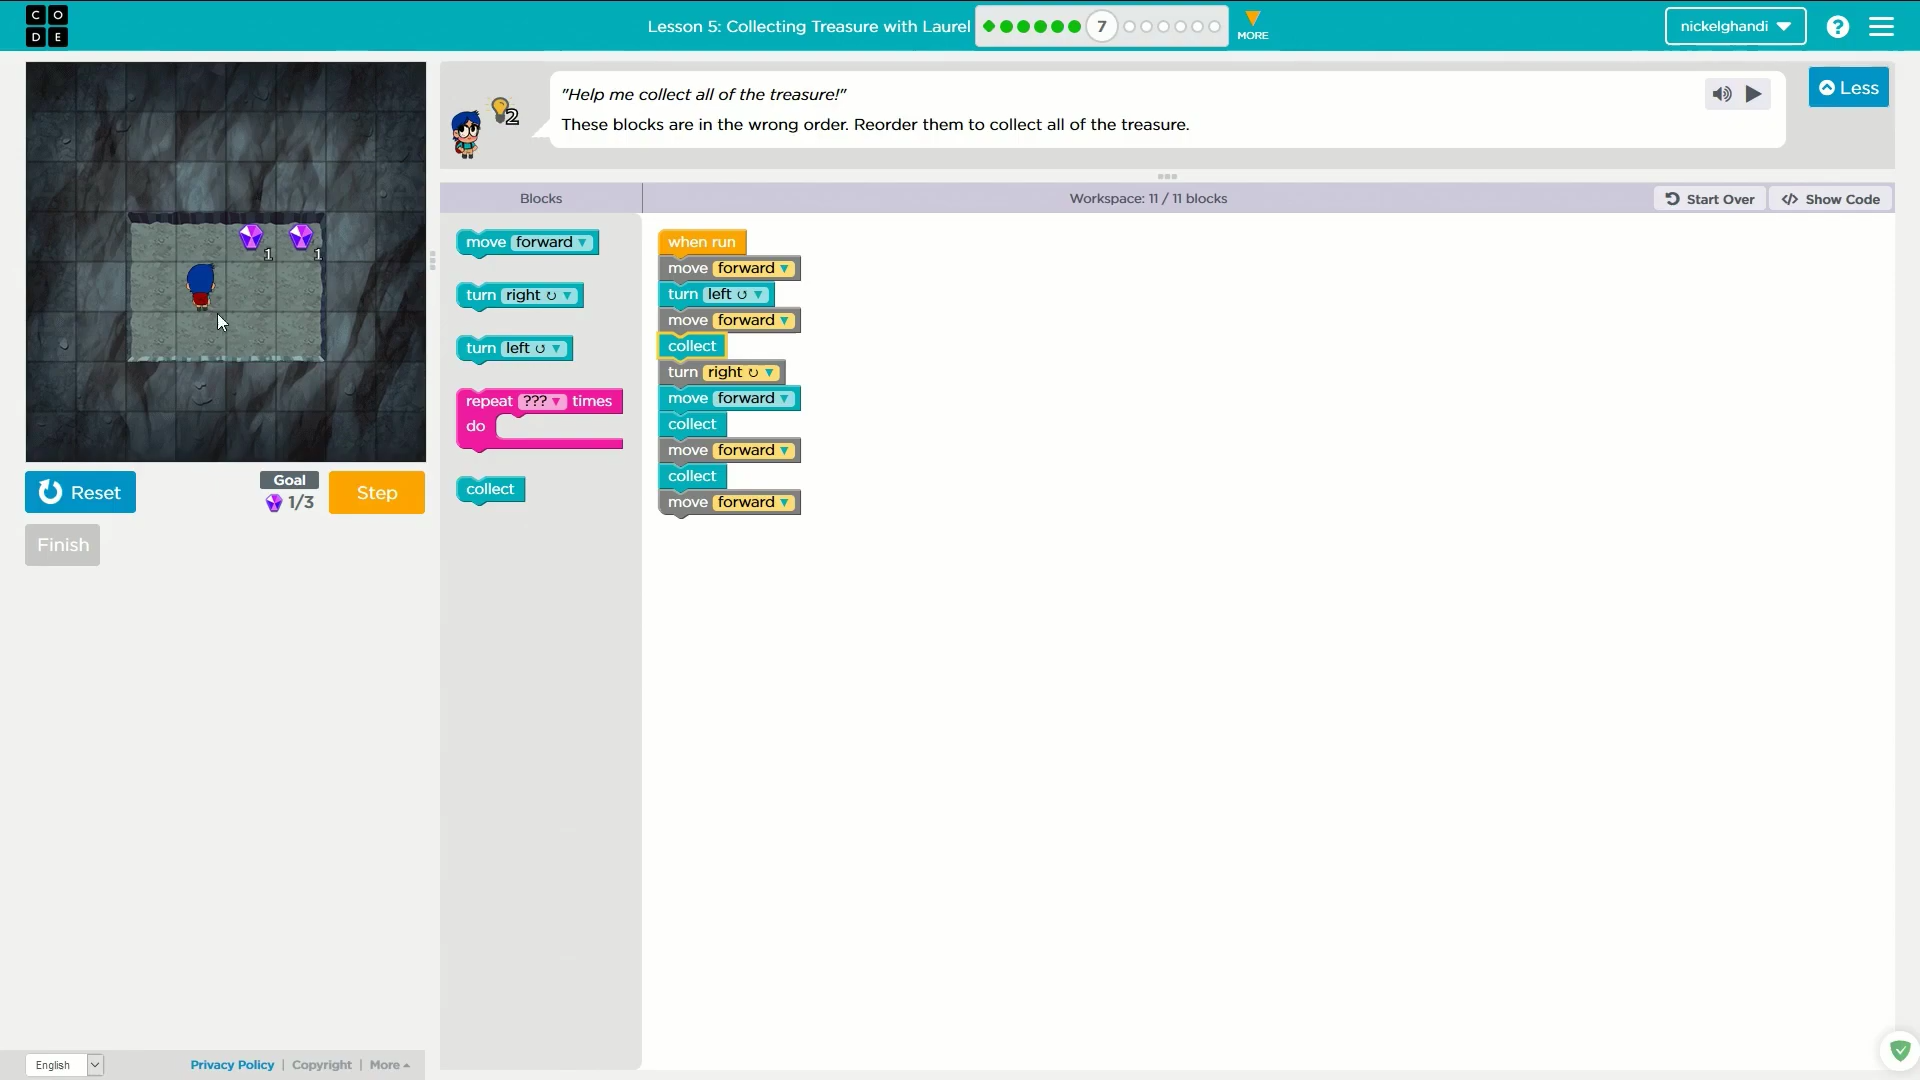 C O
D E
Lesson 5: Collecting Treasure with Laurel
7
MORE
nickelghandi
?
"Help me collect all of the treasure!"
These blocks are in the wrong order. Reorder them to collect all of the treasure.
2
Less
Blocks
Workspace: 11 / 11 blocks
Start Over
</> Show Code
1
1
move forward
turn right ↻
turn left ↺
repeat ??? times
do
collect
when run
move forward
turn left ↺
move forward
collect
turn right ↻
move forward
collect
move forward
collect
move forward
Reset
Goal
1/3
Step
Finish
English
Privacy Policy | Copyright | More